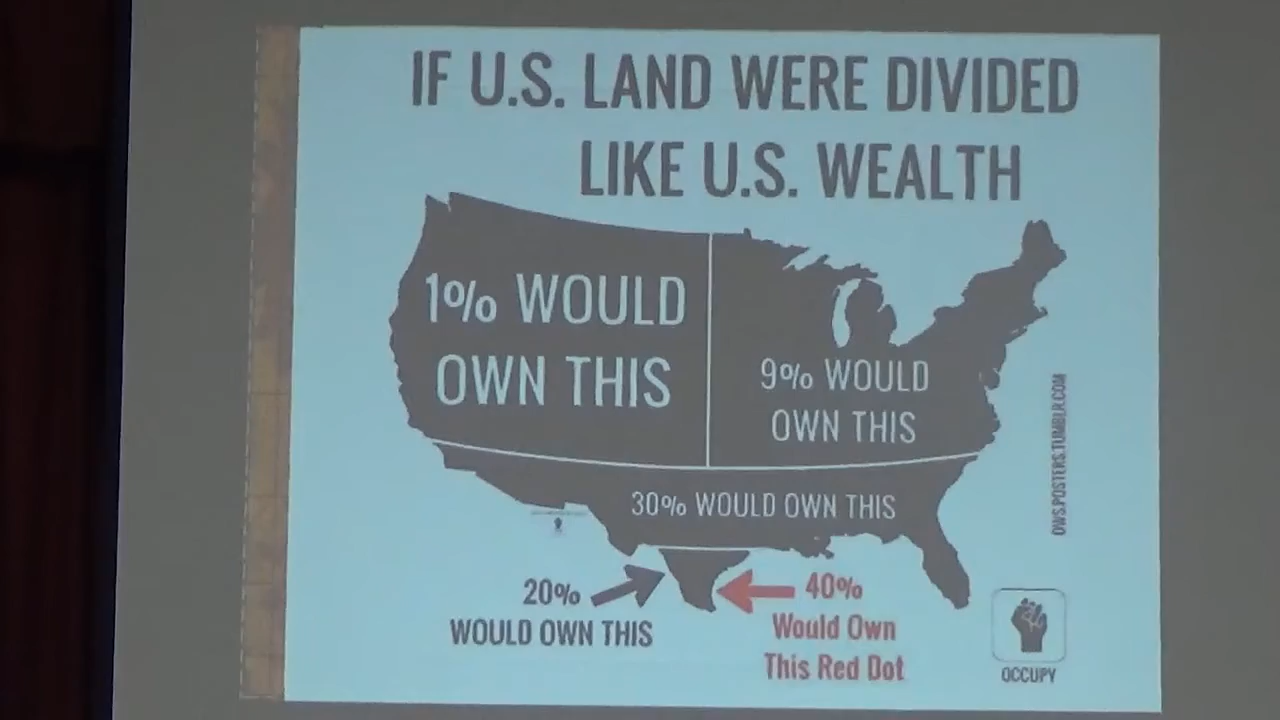 IF U.S. LAND WERE DIVIDED
LIKE U.S. WEALTH
1% WOULD
OWN THIS
9% WOULD
OWN THIS
30% WOULD OWN THIS
20%
WOULD OWN THIS
40%
Would Own
This Red Dot
OWS.POSTERS.TUMBLR.COM
OCCUPY